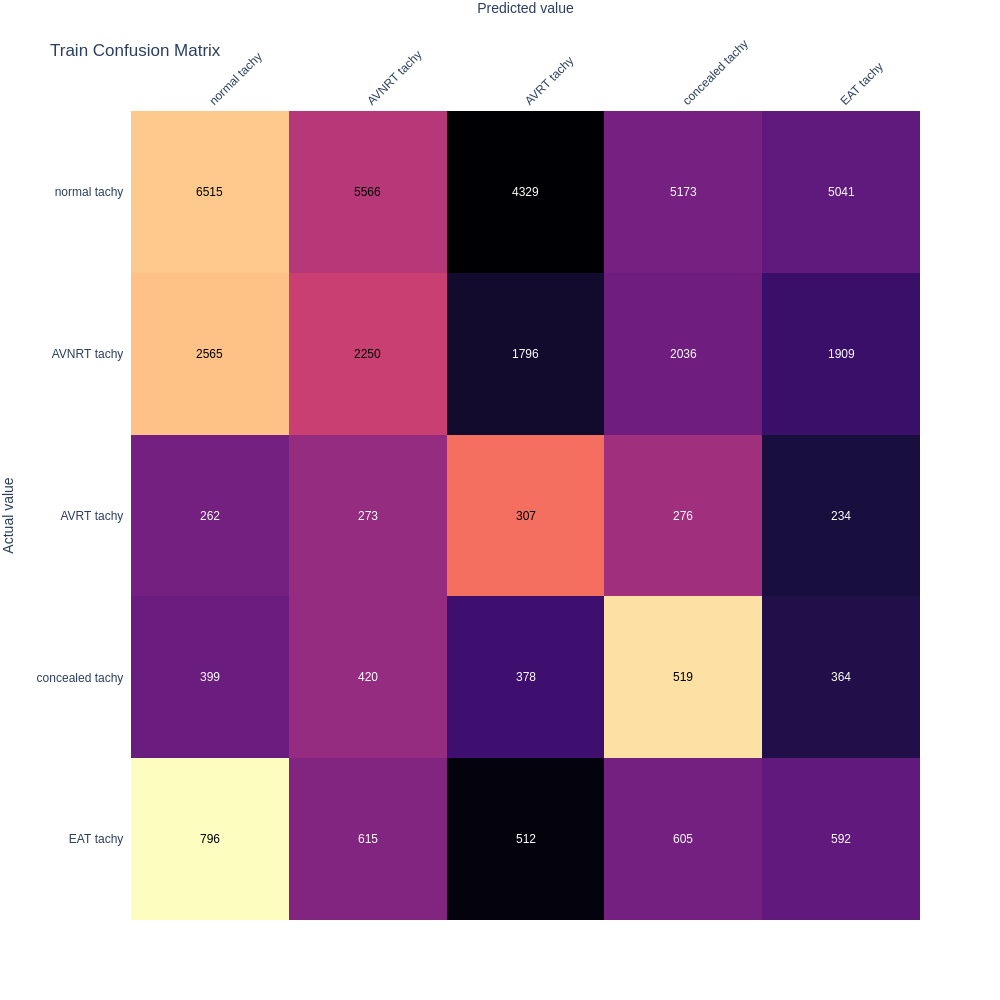 Predicted value
Train Confusion Matrix
normal tachy AVNRT tachy AVRT tachy concealed tachy EAT tachy
Actual value
normal tachy 6515 5566 4329 5173 5041
AVNRT tachy 2565 2250 1796 2036 1909
AVRT tachy 262 273 307 276 234
concealed tachy 399 420 378 519 364
EAT tachy 796 615 512 605 592